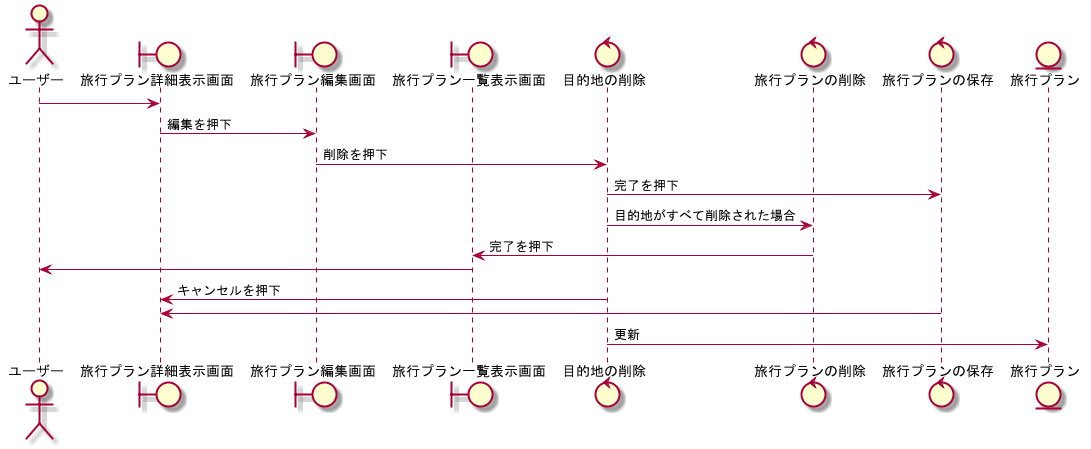 ユーザー 旅行プラン詳細表示画面 旅行プラン編集画面 旅行プラン一覧表示画面 目的地の削除 旅行プランの削除 旅行プランの保存 旅行プラン
編集を押下
削除を押下
完了を押下
目的地がすべて削除された場合
完了を押下
キャンセルを押下
更新
ユーザー 旅行プラン詳細表示画面 旅行プラン編集画面 旅行プラン一覧表示画面 目的地の削除 旅行プランの削除 旅行プランの保存 旅行プラン